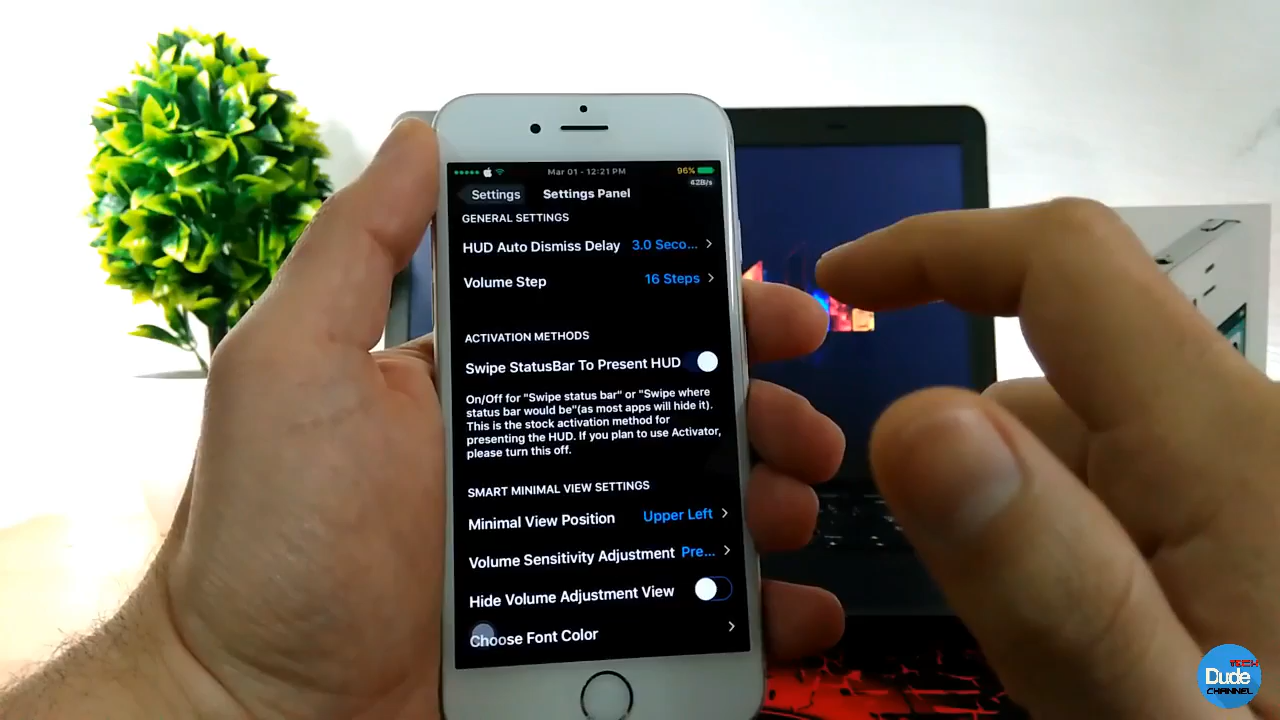 Mar 01 - 12:21 PM
96%
42B/s
Settings
Settings Panel
GENERAL SETTINGS
HUD Auto Dismiss Delay 3.0 Seco...
Volume Step 16 Steps
ACTIVATION METHODS
Swipe StatusBar To Present HUD
On/Off for "Swipe status bar" or "Swipe where
status bar would be"(as most apps will hide it).
This is the stock activation method for
presenting the HUD. If you plan to use Activator,
please turn this off.
SMART MINIMAL VIEW SETTINGS
Minimal View Position Upper Left
Volume Sensitivity Adjustment Pre...
Hide Volume Adjustment View
Choose Font Color
TECH
Dude
CHANNEL